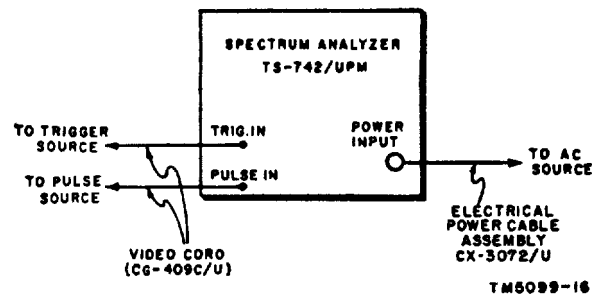 SPECTRUM ANALYZER
TS-742/UPM
TO TRIGGER
SOURCE
TRIG.IN
POWER
INPUT
TO AC
SOURCE
TO PULSE
SOURCE
PULSE IN
ELECTRICAL
POWER CABLE
ASSEMBLY
CX-3072/U
VIDEO CORD
(CG-409C/U)
TM5099-16